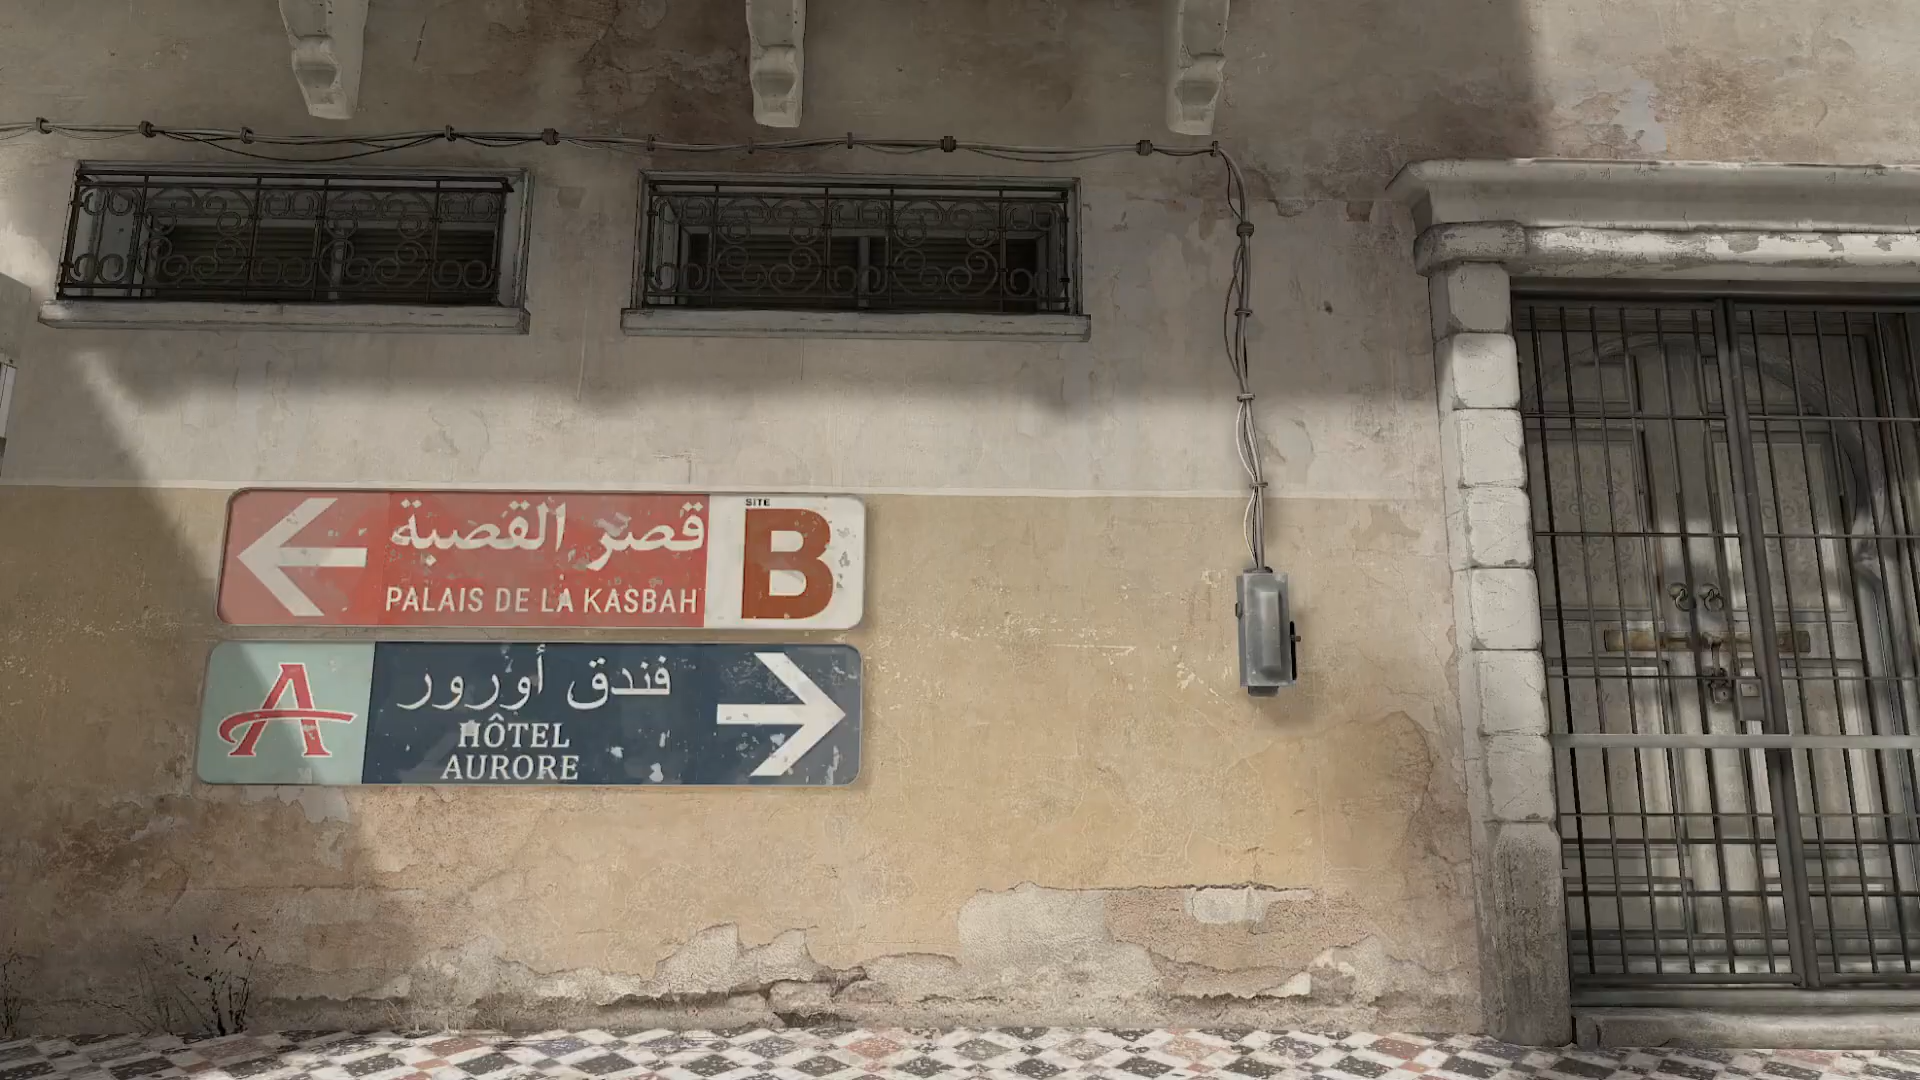 قصر القصبة
PALAIS DE LA KASBAH
SITE
B
A
فندق أورور
HÔTEL
AURORE